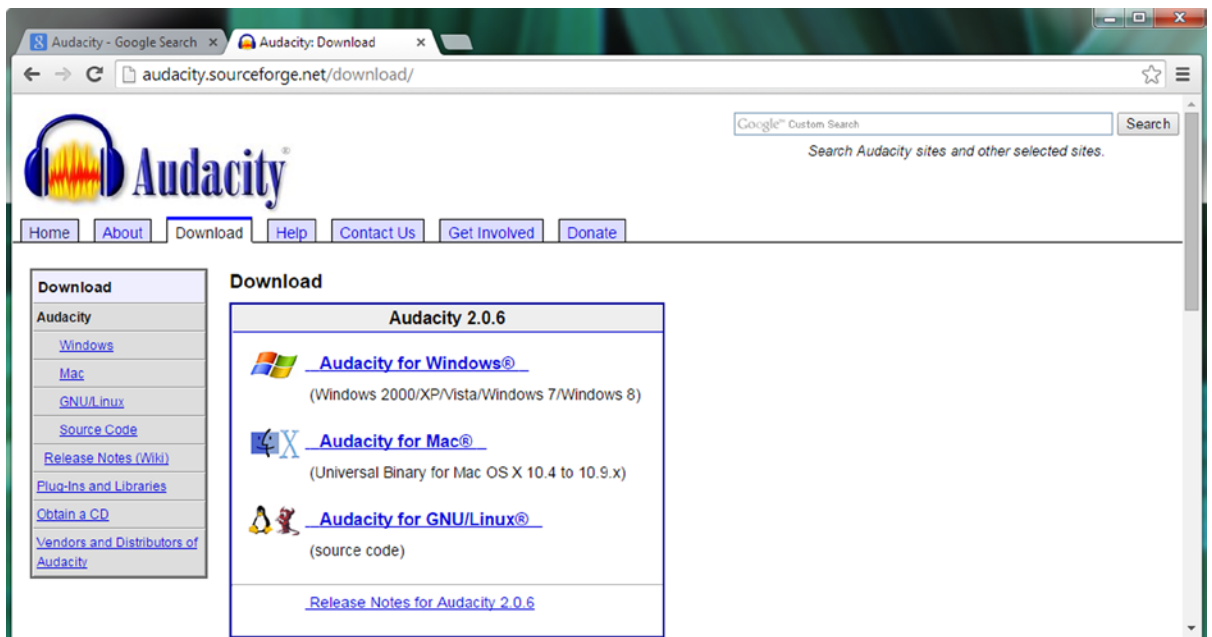 Audacity - Google Search
Audacity: Download
audacity.sourceforge.net/download/
Google™ Custom Search
Search
Search Audacity sites and other selected sites.
Audacity®
Home
About
Download
Help
Contact Us
Get Involved
Donate
Download
Audacity
Windows
Mac
GNU/Linux
Source Code
Release Notes (Wiki)
Plug-Ins and Libraries
Obtain a CD
Vendors and Distributors of
Audacity
Download
Audacity 2.0.6
Audacity for Windows®
(Windows 2000/XP/Vista/Windows 7/Windows 8)
Audacity for Mac®
(Universal Binary for Mac OS X 10.4 to 10.9.x)
Audacity for GNU/Linux®
(source code)
Release Notes for Audacity 2.0.6